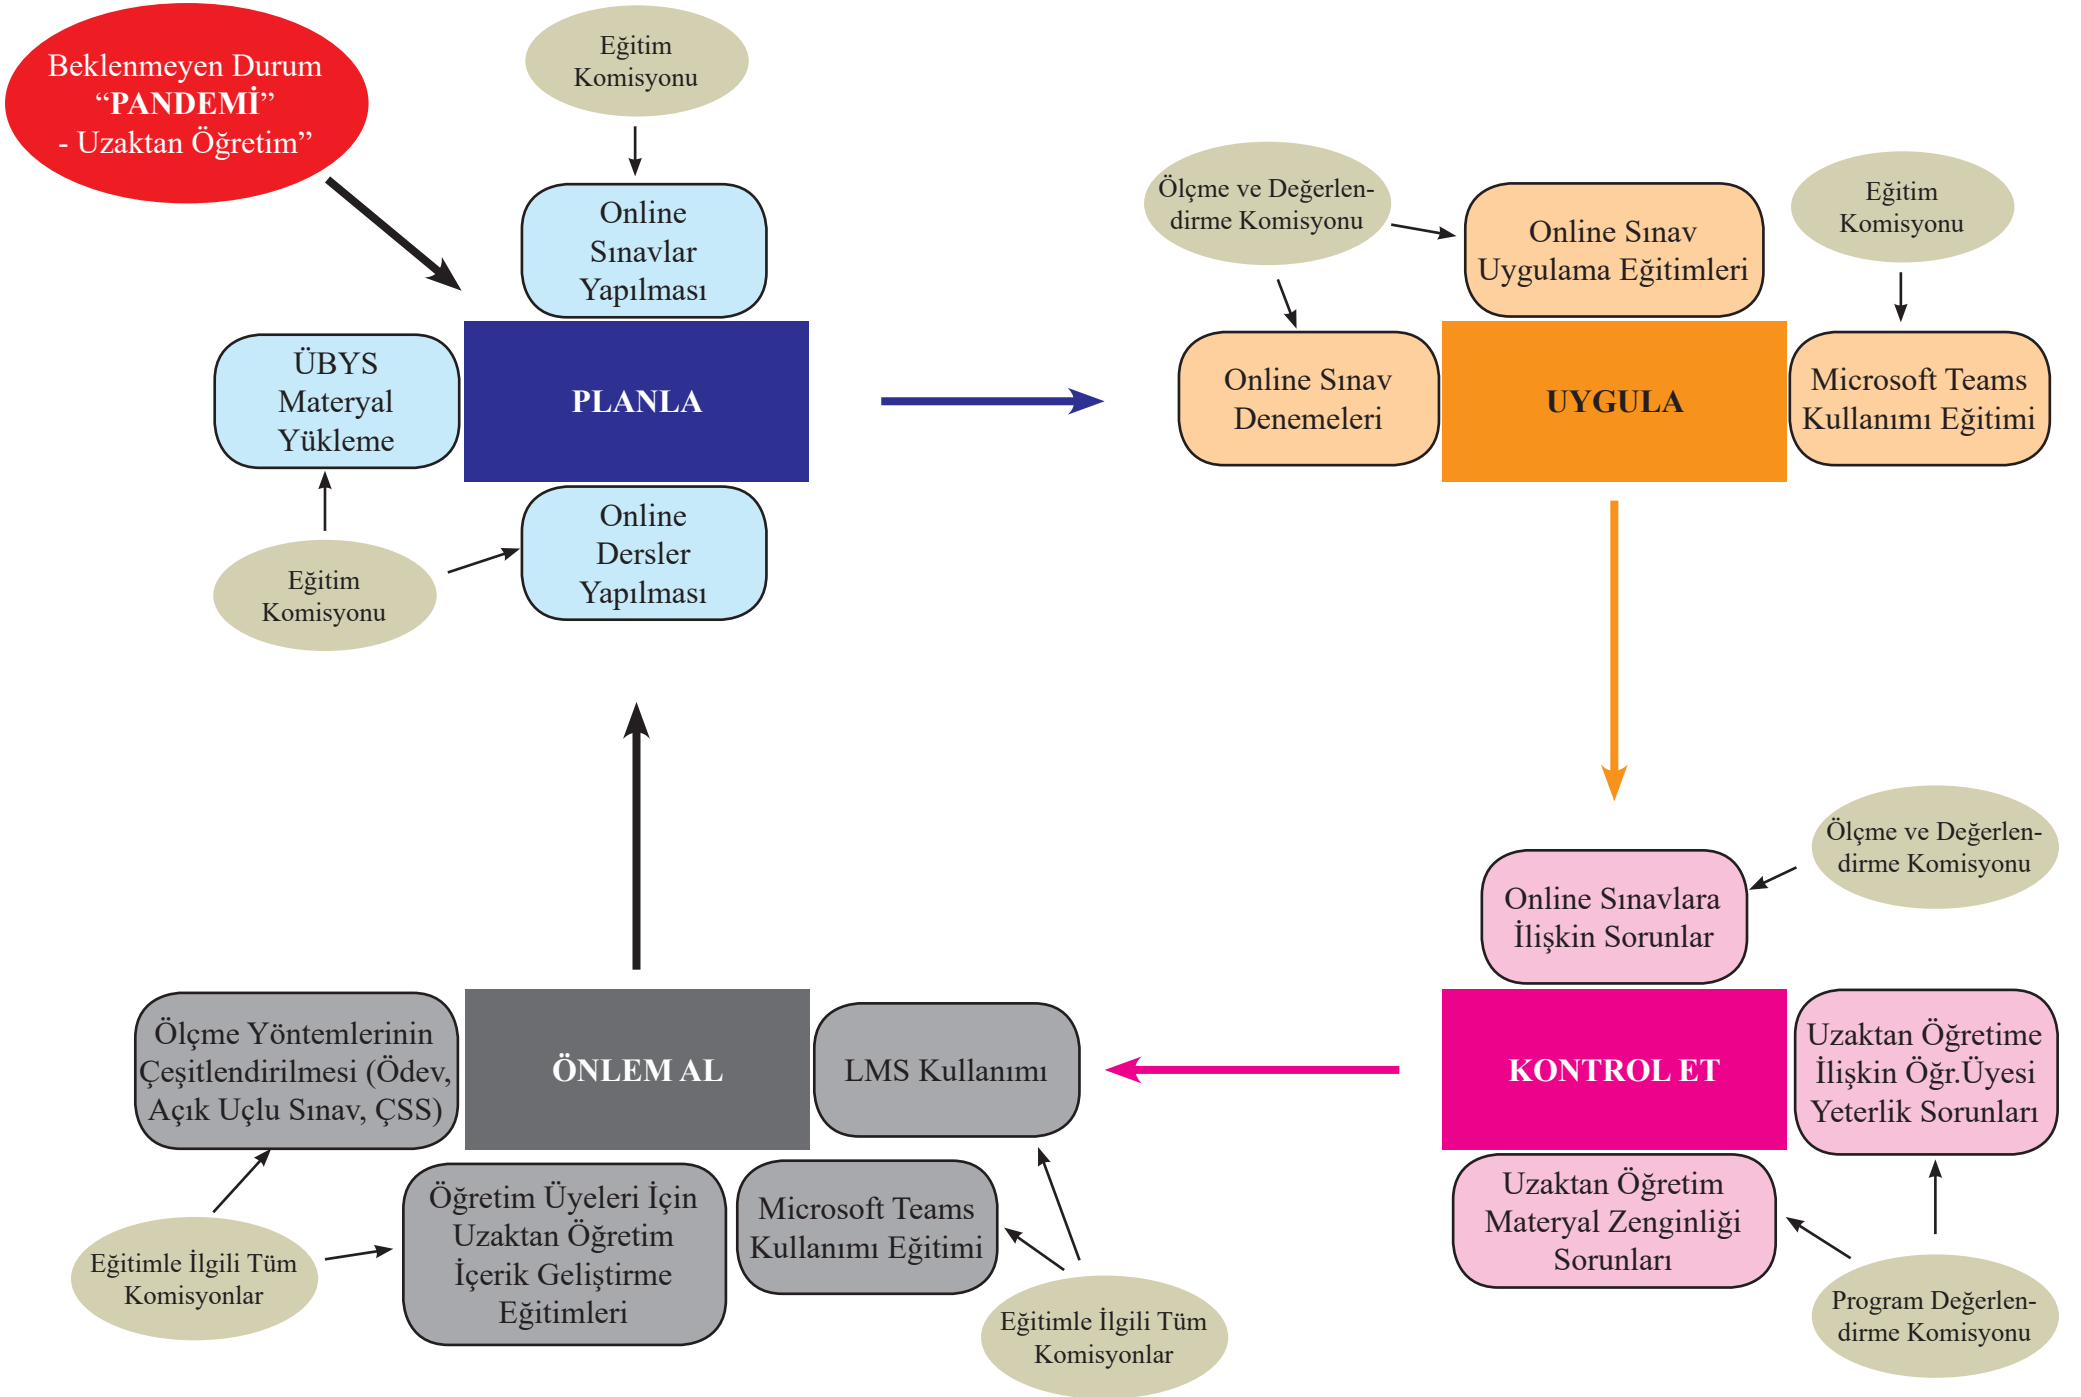 Beklenmeyen Durum
“PANDEMİ”
- Uzaktan Öğretim”
Eğitim
Komisyonu
Online
Sınavlar
Yapılması
ÜBYS
Materyal
Yükleme
PLANLA
Online
Dersler
Yapılması
Eğitim
Komisyonu
Ölçme ve Değerlen-
dirme Komisyonu
Online Sınav
Uygulama Eğitimleri
Eğitim
Komisyonu
Online Sınav
Denemeleri
UYGULA
Microsoft Teams
Kullanımı Eğitimi
Ölçme ve Değerlen-
dirme Komisyonu
Online Sınavlara
İlişkin Sorunlar
KONTROL ET
Uzaktan Öğretime
İlişkin Öğr.Üyesi
Yeterlik Sorunları
Uzaktan Öğretim
Materyal Zenginliği
Sorunları
Program Değerlen-
dirme Komisyonu
Ölçme Yöntemlerinin
Çeşitlendirilmesi (Ödev,
Açık Uçlu Sınav, ÇSS)
ÖNLEM AL
LMS Kullanımı
Öğretim Üyeleri İçin
Uzaktan Öğretim
İçerik Geliştirme
Eğitimleri
Microsoft Teams
Kullanımı Eğitimi
Eğitimle İlgili Tüm
Komisyonlar
Eğitimle İlgili Tüm
Komisyonlar